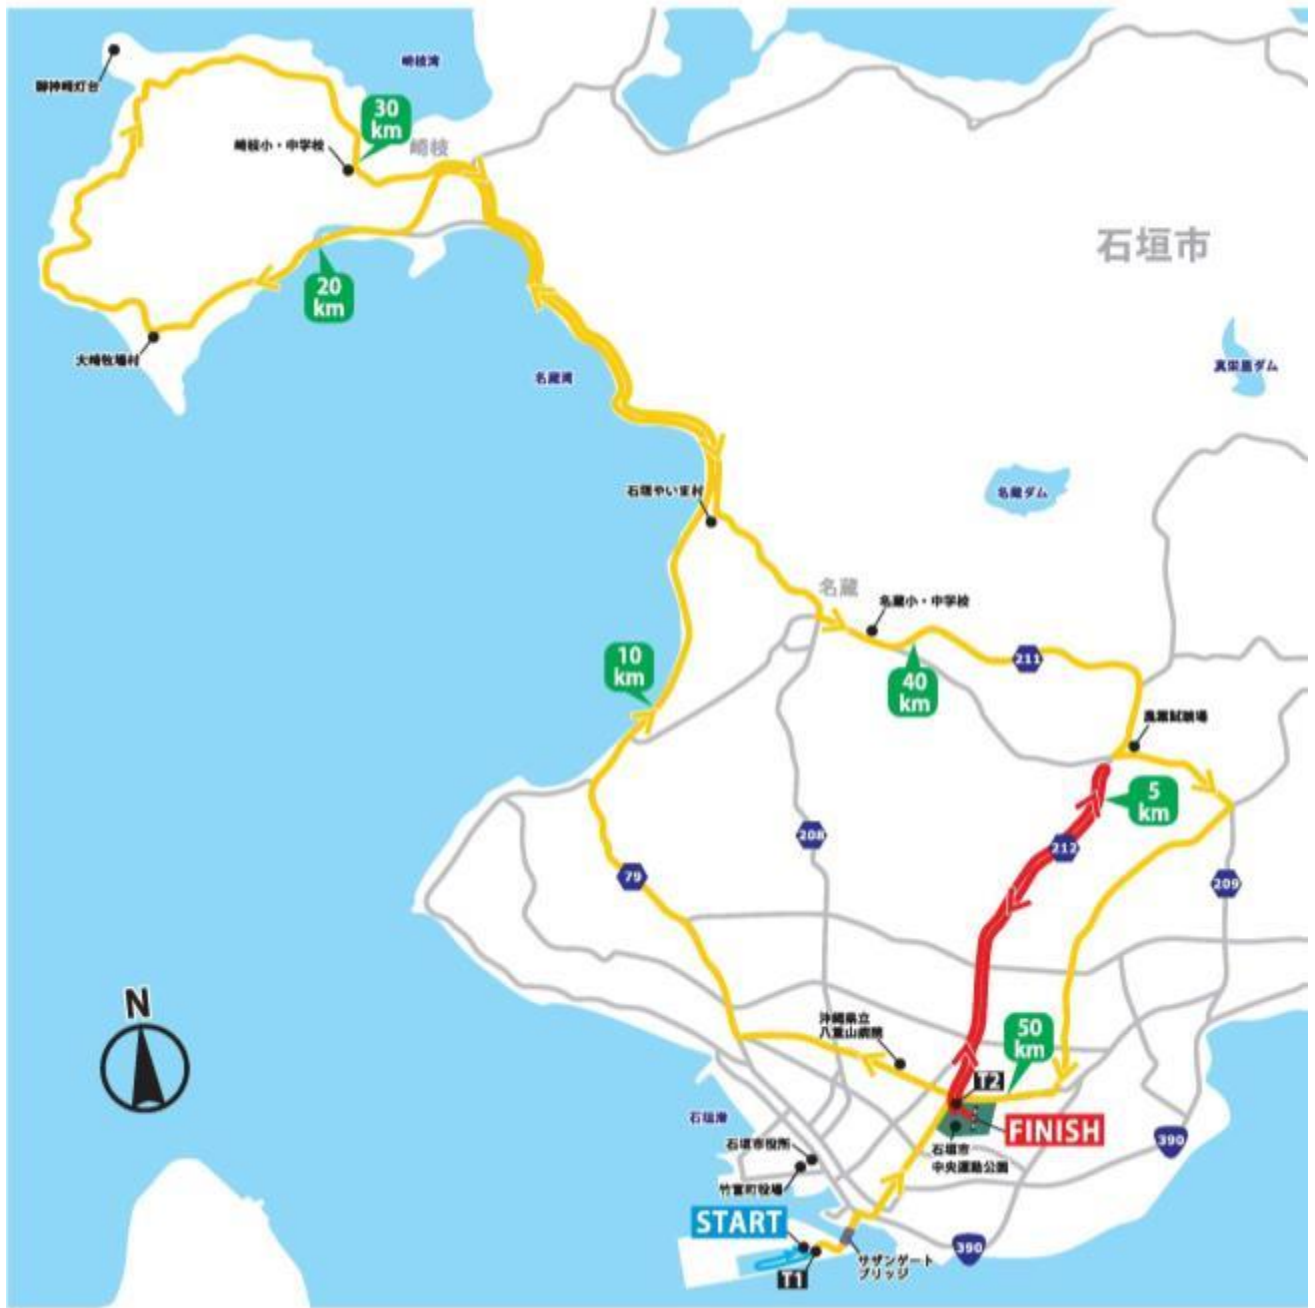 御神崎灯台
崎枝湾
30
km
崎枝小・中学校
崎枝
石垣市
20
km
大崎牧場村
名蔵湾
真栄里ダム
石垣やいま村
名蔵ダム
名蔵
名蔵小・中学校
10
km
211
40
km
農業試験場
5
km
208
212
79
209
N
沖縄県立
八重山病院
50
km
T2
石垣港
FINISH
390
石垣市役所
石垣市
中央運動公園
竹富町役場
START
390
サザンゲート
ブリッジ
T1